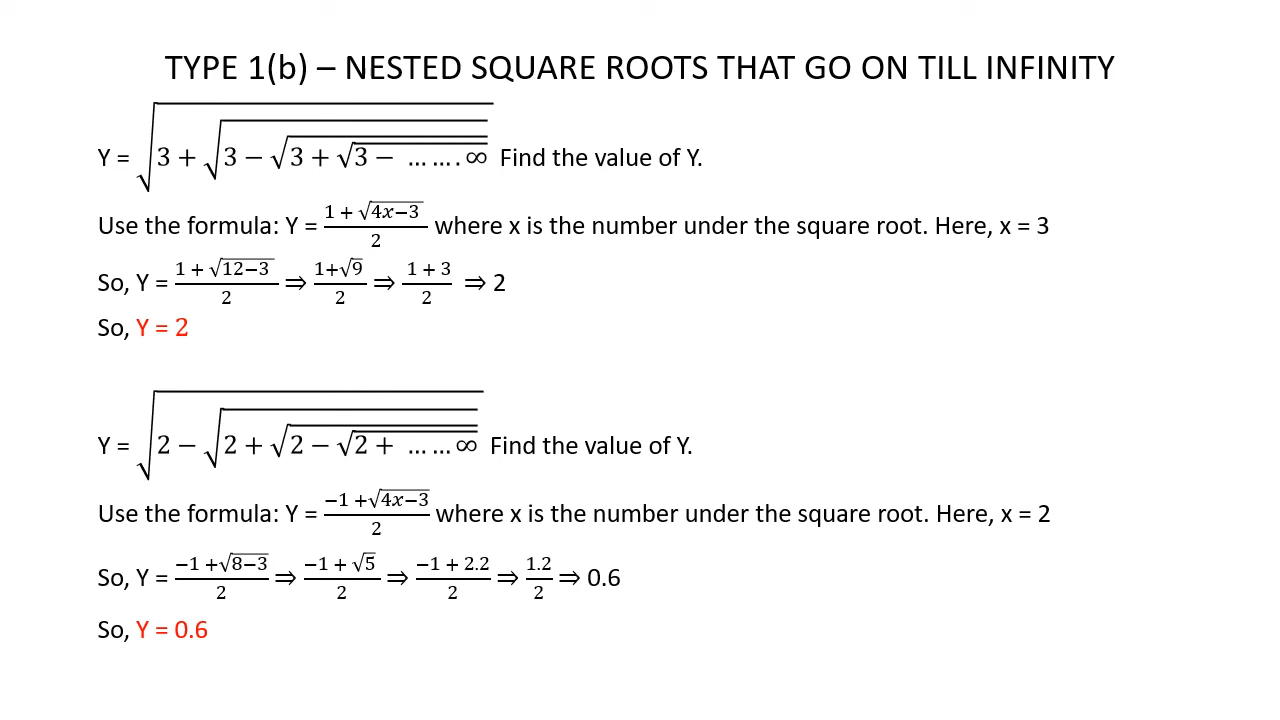 TYPE 1(b) – NESTED SQUARE ROOTS THAT GO ON TILL INFINITY
Y = √(3 + √(3 − √(3 + √(3 − … … . ∞)))) Find the value of Y.
Use the formula: Y = (1 + √(4𝑥−3))/2 where x is the number under the square root. Here, x = 3
So, Y = (1 + √(12−3))/2 ⇒ (1+√9)/2 ⇒ (1 + 3)/2 ⇒ 2
So, Y = 2
Y = √(2 − √(2 + √(2 − √(2 + … … ∞)))) Find the value of Y.
Use the formula: Y = (−1 +√(4𝑥−3))/2 where x is the number under the square root. Here, x = 2
So, Y = (−1 +√(8−3))/2 ⇒ (−1 + √5)/2 ⇒ (−1 + 2.2)/2 ⇒ 1.2/2 ⇒ 0.6
So, Y = 0.6